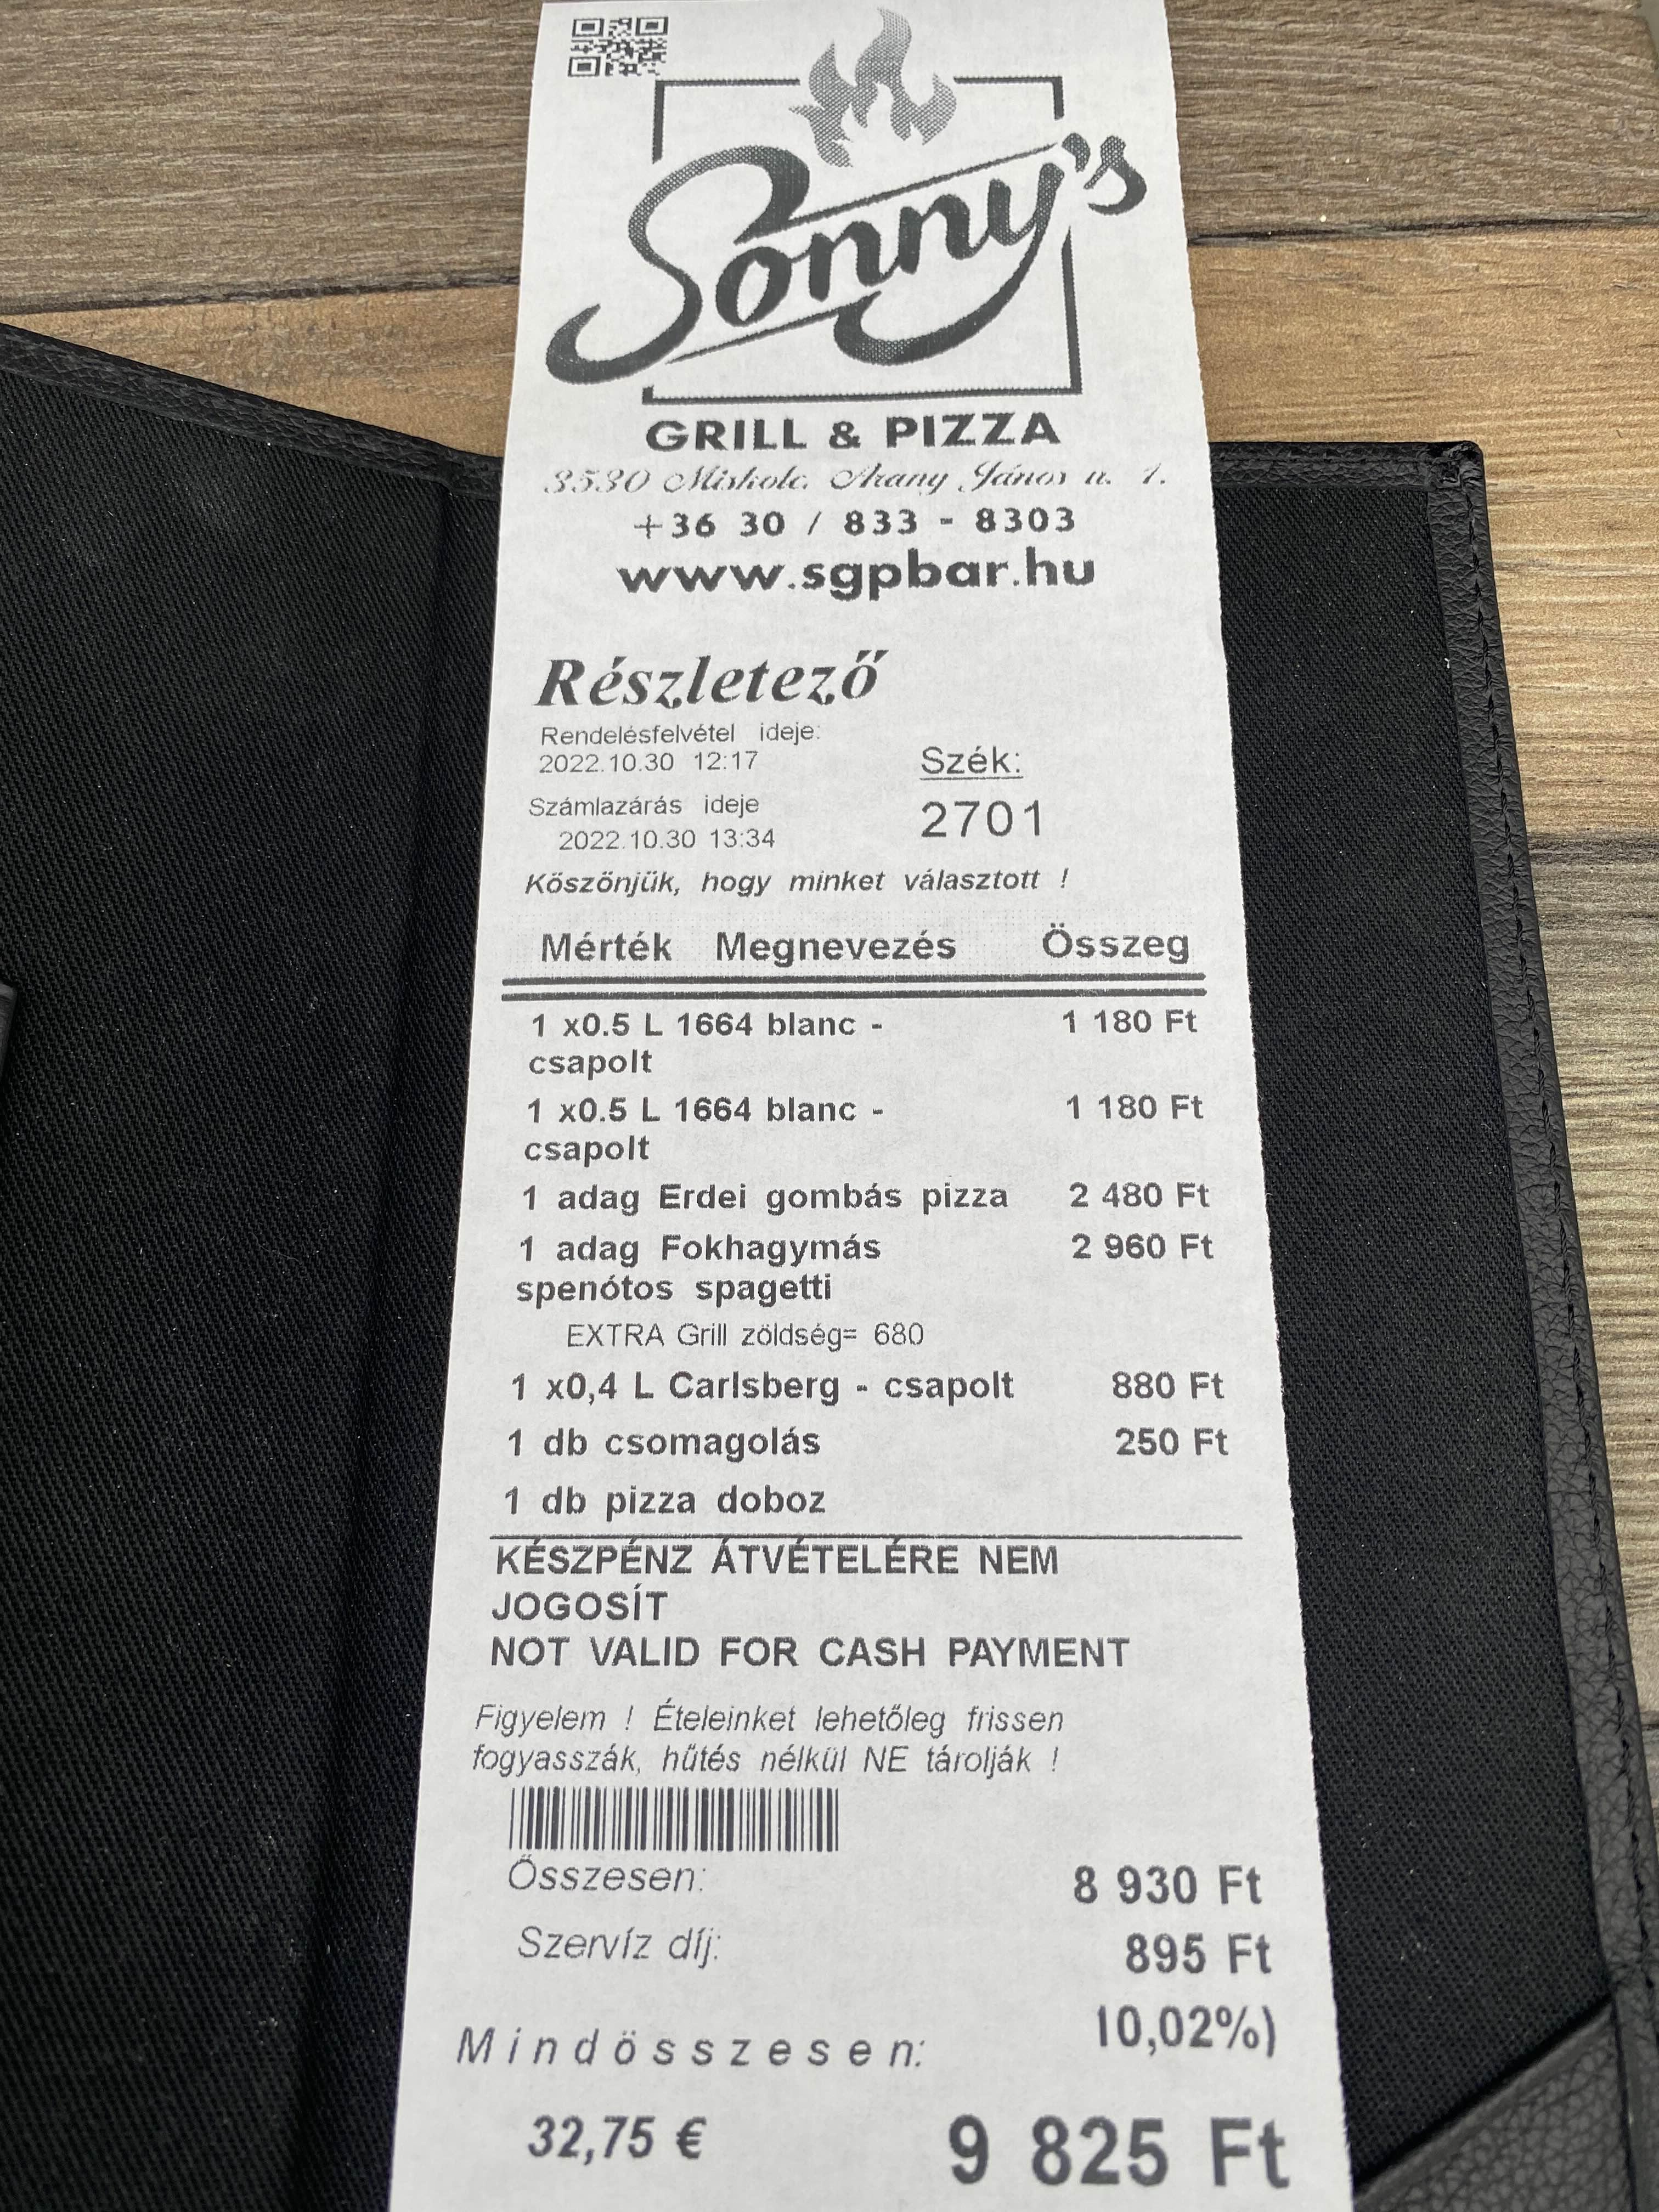 Sonny's
GRILL & PIZZA
3530 Miskolc. Arany János u. 1.
+36 30 / 833 - 8303
www.sgpbar.hu
Részletező
Rendelésfelvétel ideje:
2022.10.30 12:17
Szék:
Számlazárás ideje
2701
2022.10.30 13:34
Köszönjük, hogy minket választott !
Mérték Megnevezés Összeg
1 x0.5 L 1664 blanc - 1 180 Ft
csapolt
1 x0.5 L 1664 blanc - 1 180 Ft
csapolt
1 adag Erdei gombás pizza 2 480 Ft
1 adag Fokhagymás 2 960 Ft
spenótos spagetti
EXTRA Grill zöldség= 680
1 x0,4 L Carlsberg - csapolt 880 Ft
1 db csomagolás 250 Ft
1 db pizza doboz
KÉSZPÉNZ ÁTVÉTELÉRE NEM
JOGOSÍT
NOT VALID FOR CASH PAYMENT
Figyelem ! Ételeinket lehetőleg frissen
fogyasszák, hűtés nélkül NE tárolják !
Összesen: 8 930 Ft
Szervíz díj: 895 Ft
10,02%)
Mindösszesen:
32,75 € 9 825 Ft